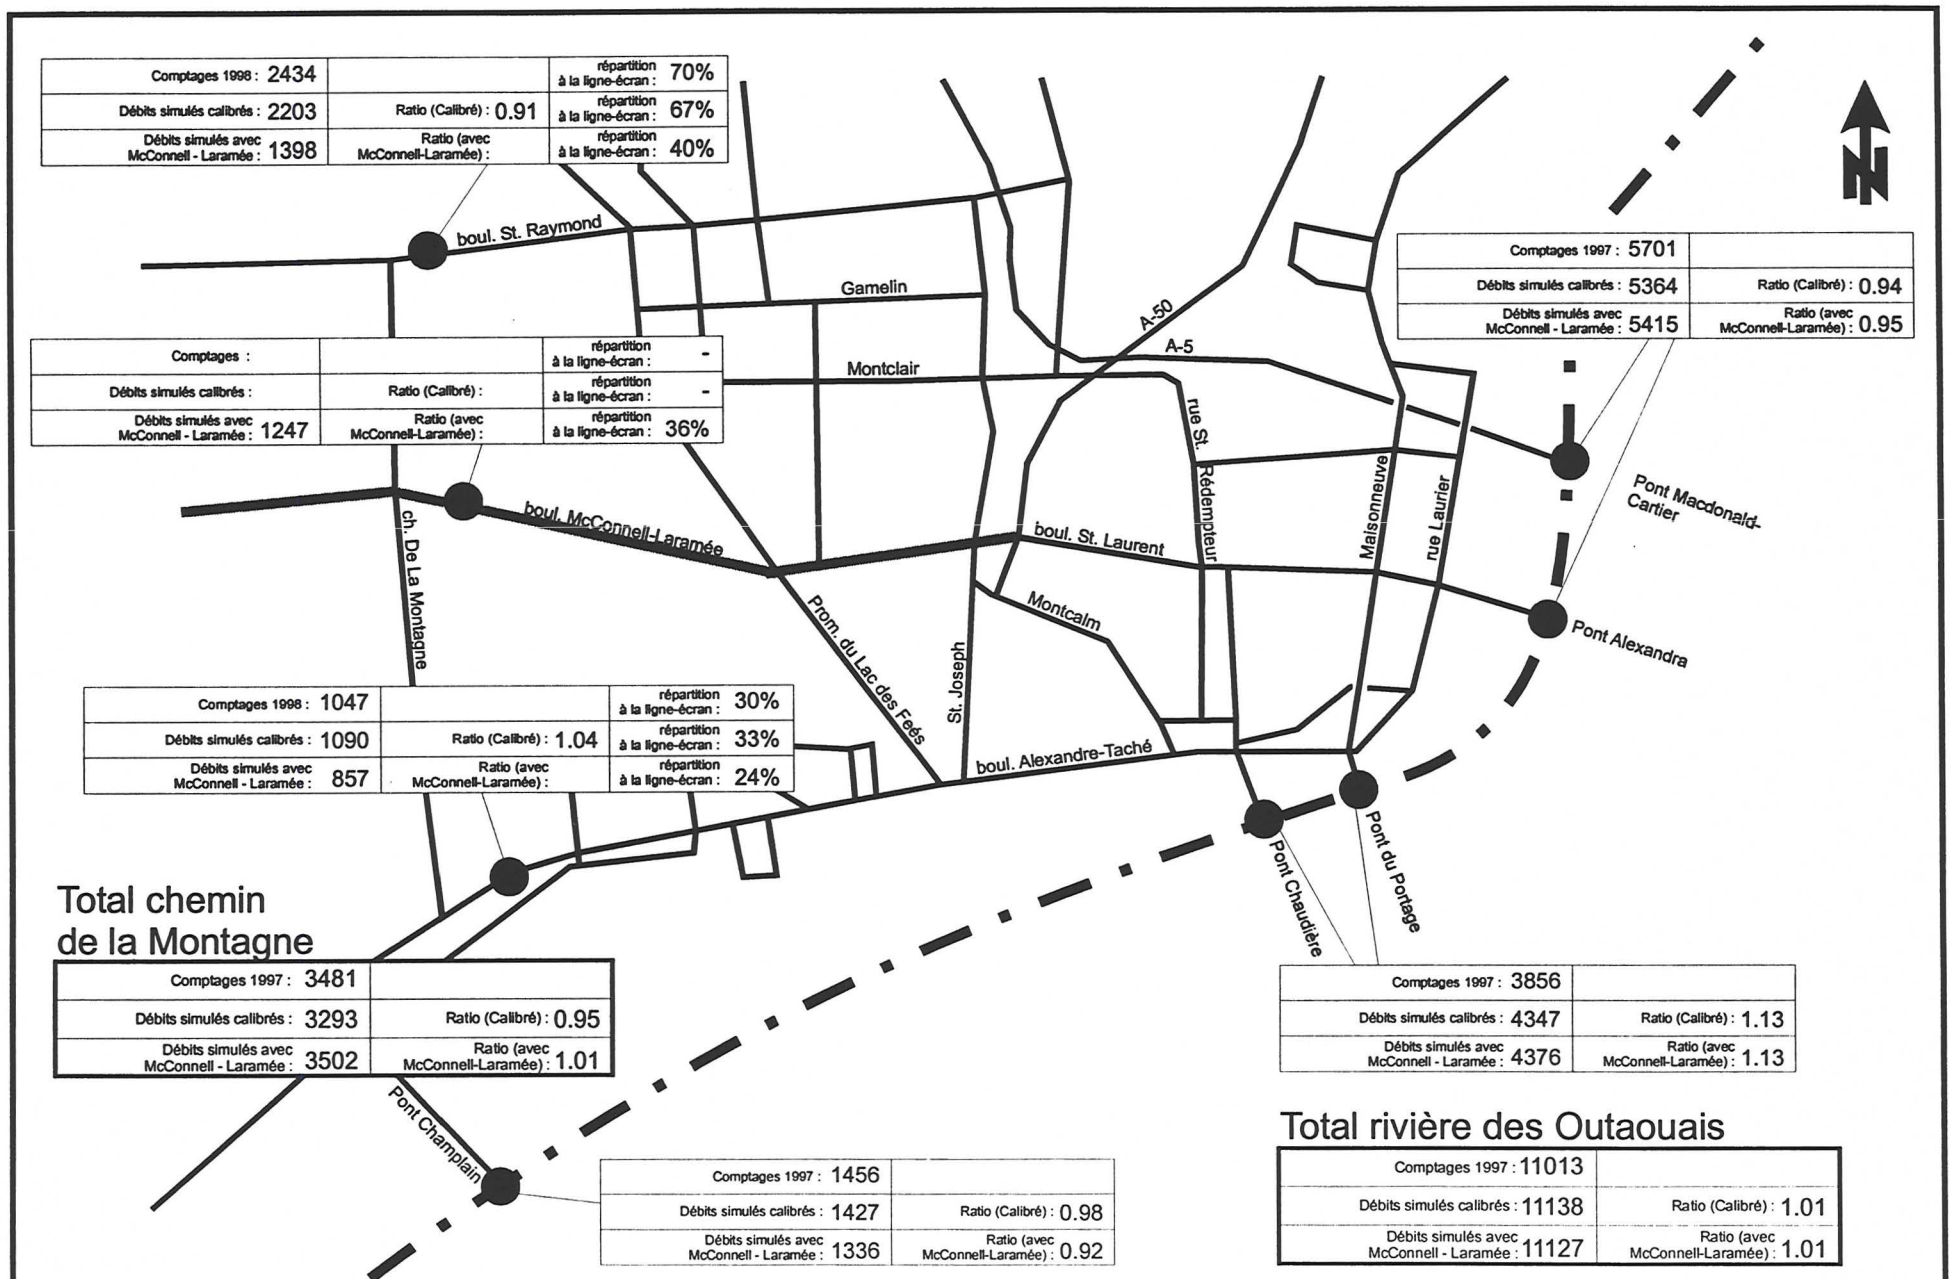 Comptages 1998 : 2434
répartition
à la ligne-écran : 70%
Débits simulés calibrés : 2203
Ratio (Calibré) : 0.91
répartition
à la ligne-écran : 67%
Débits simulés avec
McConnell - Laramée : 1398
Ratio (avec
McConnell-Laramée) :
répartition
à la ligne-écran : 40%
boul. St. Raymond
N
Comptages 1997 : 5701
Débits simulés calibrés : 5364
Ratio (Calibré) : 0.94
Débits simulés avec
McConnell - Laramée : 5415
Ratio (avec
McConnell-Laramée) : 0.95
Gamelin
A-50
A-5
Montclair
Comptages :
répartition
à la ligne-écran : -
Débits simulés calibrés :
Ratio (Calibré) :
répartition
à la ligne-écran : -
Débits simulés avec
McConnell - Laramée : 1247
Ratio (avec
McConnell-Laramée) :
répartition
à la ligne-écran : 36%
rue St. Rédempteur
Maisonneuve
rue Laurier
Pont Macdonald-
Cartier
boul. McConnell-Laramée
boul. St. Laurent
ch. De La Montagne
Montcalm
Prom. du Lac des Feés
St. Joseph
Pont Alexandra
Comptages 1998 : 1047
répartition
à la ligne-écran : 30%
Débits simulés calibrés : 1090
Ratio (Calibré) : 1.04
répartition
à la ligne-écran : 33%
Débits simulés avec
McConnell - Laramée : 857
Ratio (avec
McConnell-Laramée) :
répartition
à la ligne-écran : 24%
boul. Alexandre-Taché
Pont Chaudière
Pont du Portage
Total chemin
de la Montagne
Comptages 1997 : 3481
Débits simulés calibrés : 3293
Ratio (Calibré) : 0.95
Débits simulés avec
McConnell - Laramée : 3502
Ratio (avec
McConnell-Laramée) : 1.01
Comptages 1997 : 3856
Débits simulés calibrés : 4347
Ratio (Calibré) : 1.13
Débits simulés avec
McConnell - Laramée : 4376
Ratio (avec
McConnell-Laramée) : 1.13
Pont Champlain
Comptages 1997 : 1456
Débits simulés calibrés : 1427
Ratio (Calibré) : 0.98
Débits simulés avec
McConnell - Laramée : 1336
Ratio (avec
McConnell-Laramée) : 0.92
Total rivière des Outaouais
Comptages 1997 : 11013
Débits simulés calibrés : 11138
Ratio (Calibré) : 1.01
Débits simulés avec
McConnell - Laramée : 11127
Ratio (avec
McConnell-Laramée) : 1.01